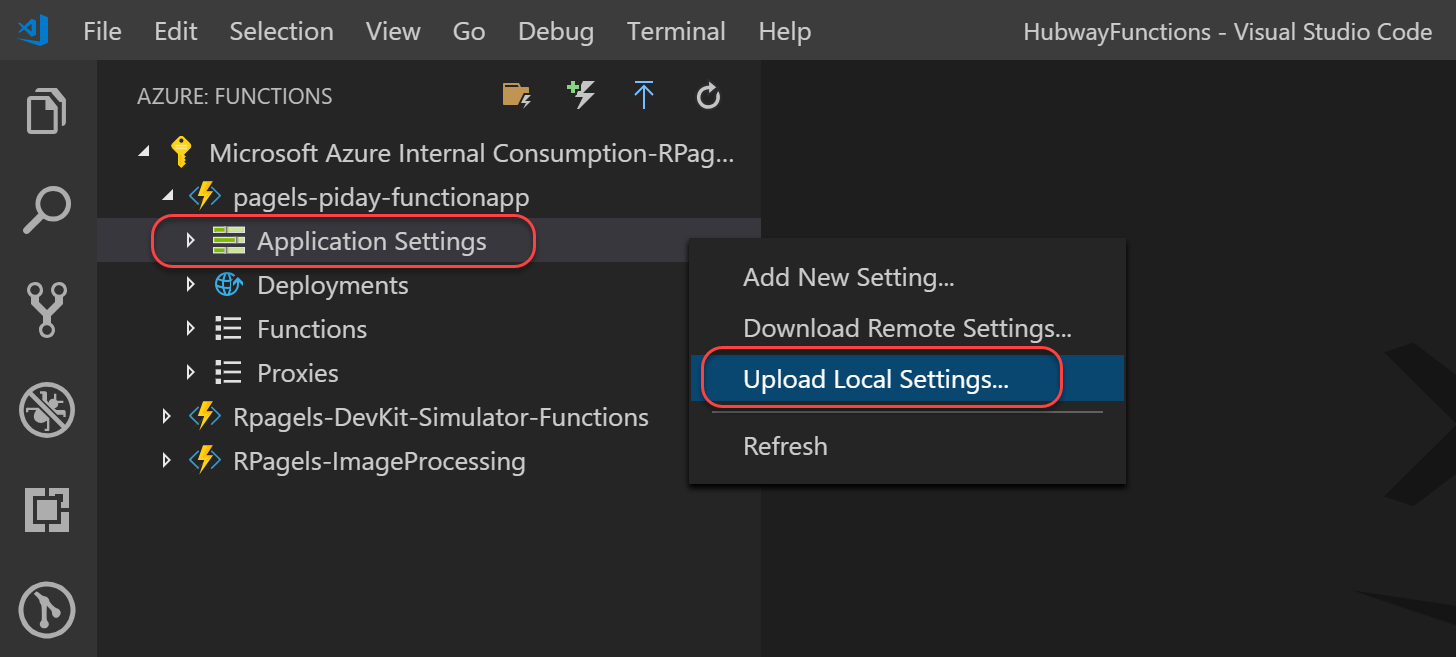 File Edit Selection View Go Debug Terminal Help HubwayFunctions - Visual Studio Code
AZURE: FUNCTIONS
Microsoft Azure Internal Consumption-RPag...
pagels-piday-functionapp
Application Settings
Deployments
Functions
Proxies
Rpagels-DevKit-Simulator-Functions
RPagels-ImageProcessing
Add New Setting...
Download Remote Settings...
Upload Local Settings...
Refresh